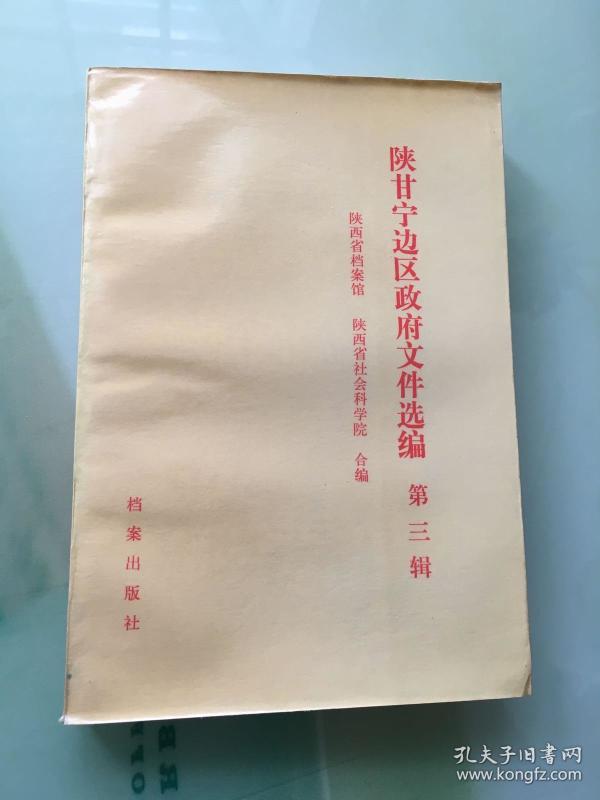 陕甘宁边区政府文件选编 第三辑
陕西省档案馆 陕西省社会科学院 合编
档案出版社
孔夫子旧书网
www.kongfz.com